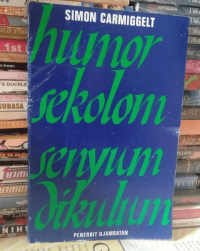 SIMON CARMIGGELT
humor
sekolom
senyum
dikulum
PENERBIT DJAMBATAN